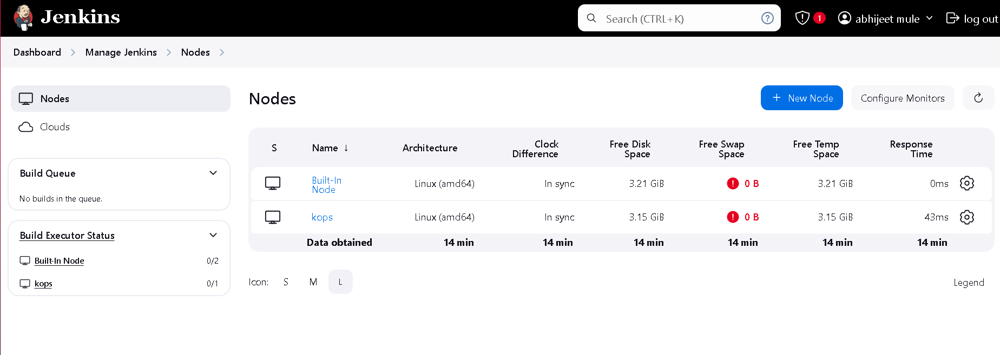 Jenkins
Search (CTRL+K)
?
1
abhijeet mule
log out
Dashboard > Manage Jenkins > Nodes >
Nodes
Clouds
Build Queue
No builds in the queue.
Build Executor Status
Built-In Node 0/2
kops 0/1
Nodes
+ New Node
Configure Monitors
S Name ↓ Architecture Clock Difference Free Disk Space Free Swap Space Free Temp Space Response Time
Built-In Node Linux (amd64) In sync 3.21 GiB ! 0 B 3.21 GiB 0ms
kops Linux (amd64) In sync 3.15 GiB ! 0 B 3.15 GiB 43ms
Data obtained 14 min 14 min 14 min 14 min 14 min 14 min
Icon: S M L
Legend